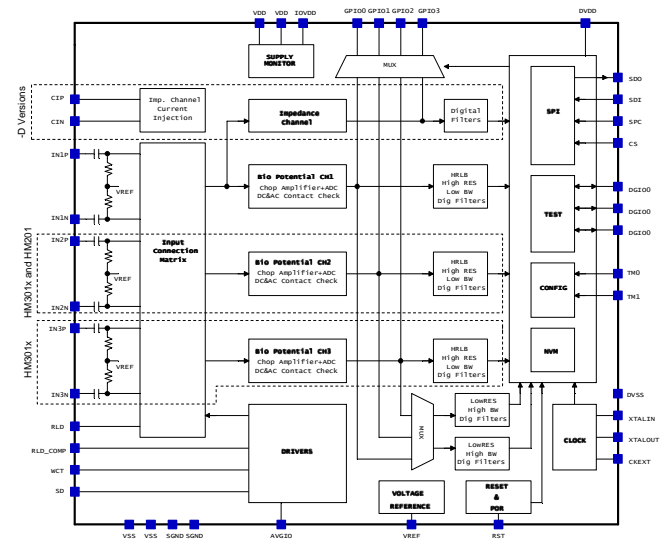 VDD VDD IOVDD GPIO0 GPIO1 GPIO2 GPIO3 DVDD
SUPPLY
MONITOR
MUX
-D Versions
CIP
CIN
Imp. Channel
Current
Injection
Impedance
Channel
Digital
Filters
SPI
SDO
SDI
SPC
CS
IN1P
VREF
IN1N
Bio Potential CH1
Chop Amplifier+ADC
DC&AC Contact Check
HRLB
High RES
Low BW
Dig Filters
TEST
DGIO0
DGIO0
DGIO0
HM301x and HM201
IN2P
VREF
IN2N
Input
Connection
Matrix
Bio Potential CH2
Chop Amplifier+ADC
DC&AC Contact Check
HRLB
High RES
Low BW
Dig Filters
CONFIG
TM0
TM1
HM301x
IN3P
VREF
IN3N
Bio Potential CH3
Chop Amplifier+ADC
DC&AC Contact Check
HRLB
High RES
Low BW
Dig Filters
NVM
DVSS
RLD
RLD_COMP
WCT
SD
DRIVERS
MUX
LowRES
High BW
Dig Filters
LowRES
High BW
Dig Filters
CLOCK
XTALIN
XTALOUT
CKEXT
VOLTAGE
REFERENCE
RESET
&
POR
VSS VSS SGND SGND AVGIO VREF RST